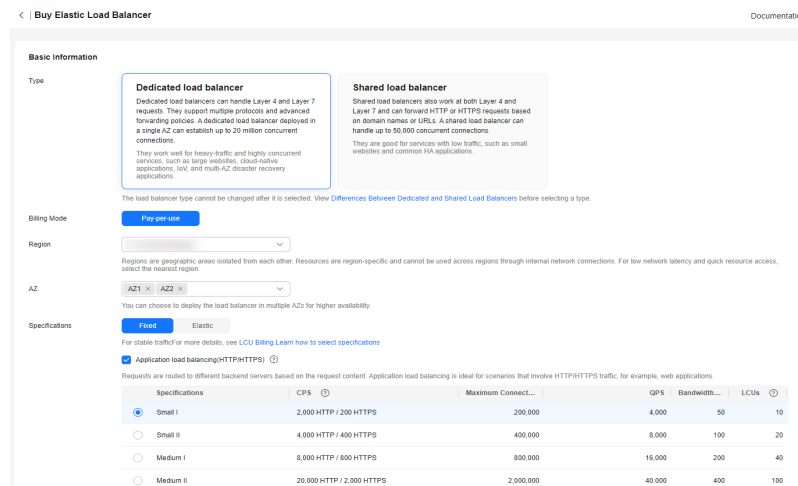 < | Buy Elastic Load Balancer
Documentatio
Basic Information
Type
Dedicated load balancer
Dedicated load balancers can handle Layer 4 and Layer 7
requests. They support multiple protocols and advanced
forwarding policies. A dedicated load balancer deployed in
a single AZ can establish up to 20 million concurrent
connections.
They work well for heavy-traffic and highly concurrent
services, such as large websites, cloud-native
applications, IoV, and multi-AZ disaster recovery
applications.
Shared load balancer
Shared load balancers also work at both Layer 4 and
Layer 7 and can forward HTTP or HTTPS requests based
on domain names or URLs. A shared load balancer can
handle up to 50,000 concurrent connections.
They are good for services with low traffic, such as small
websites and common HA applications.
The load balancer type cannot be changed after it is selected. View Differences Between Dedicated and Shared Load Balancers before selecting a type.
Billing Mode
Pay-per-use
Region
Regions are geographic areas isolated from each other. Resources are region-specific and cannot be used across regions through internal network connections. For low network latency and quick resource access,
select the nearest region.
AZ
AZ1 × AZ2 ×
You can choose to deploy the load balancer in multiple AZs for higher availability.
Specifications
Fixed Elastic
For stable trafficFor more details, see LCU Billing.Learn how to select specifications
Application load balancing(HTTP/HTTPS) ?
Requests are routed to different backend servers based on the request content. Application load balancing is ideal for scenarios that involve HTTP/HTTPS traffic, for example, web applications.
Specifications CPS ? Maximum Connect... QPS Bandwidth... LCUs ?
Small I 2,000 HTTP / 200 HTTPS 200,000 4,000 50 10
Small II 4,000 HTTP / 400 HTTPS 400,000 8,000 100 20
Medium I 8,000 HTTP / 800 HTTPS 800,000 16,000 200 40
Medium II 20,000 HTTP / 2,000 HTTPS 2,000,000 40,000 400 100